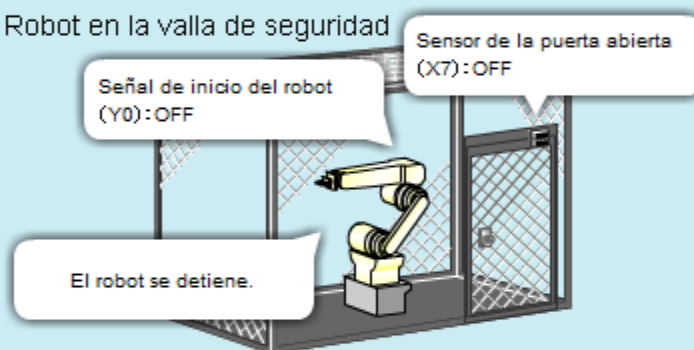 Robot en la valla de seguridad
Sensor de la puerta abierta
(X7):OFF
Señal de inicio del robot
(Y0):OFF
El robot se detiene.